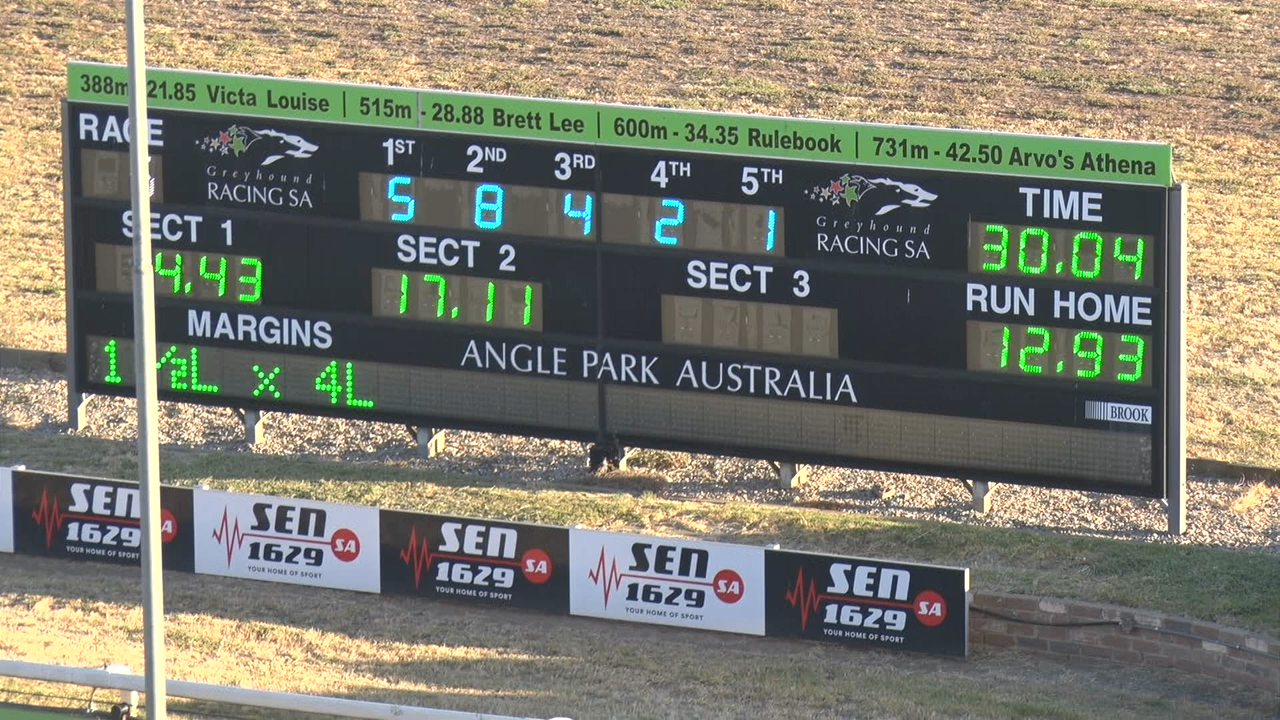 388m 21.85 Victa Louise | 515m - 28.88 Brett Lee | 600m - 34.35 Rulebook | 731m - 42.50 Arvo's Athena
RACE
Greyhound
RACING SA
1ST 2ND 3RD 4TH 5TH
5 8 4 2 1
Greyhound
RACING SA
TIME
30.04
SECT 1
4.43
SECT 2
17.11
SECT 3
RUN HOME
12.93
MARGINS
1 ½L x 4L
ANGLE PARK AUSTRALIA
BROOK
SEN
1629 SA
YOUR HOME OF SPORT
SEN
1629 SA
YOUR HOME OF SPORT
SEN
1629 SA
YOUR HOME OF SPORT
SEN
1629 SA
YOUR HOME OF SPORT
SEN
1629 SA
YOUR HOME OF SPORT